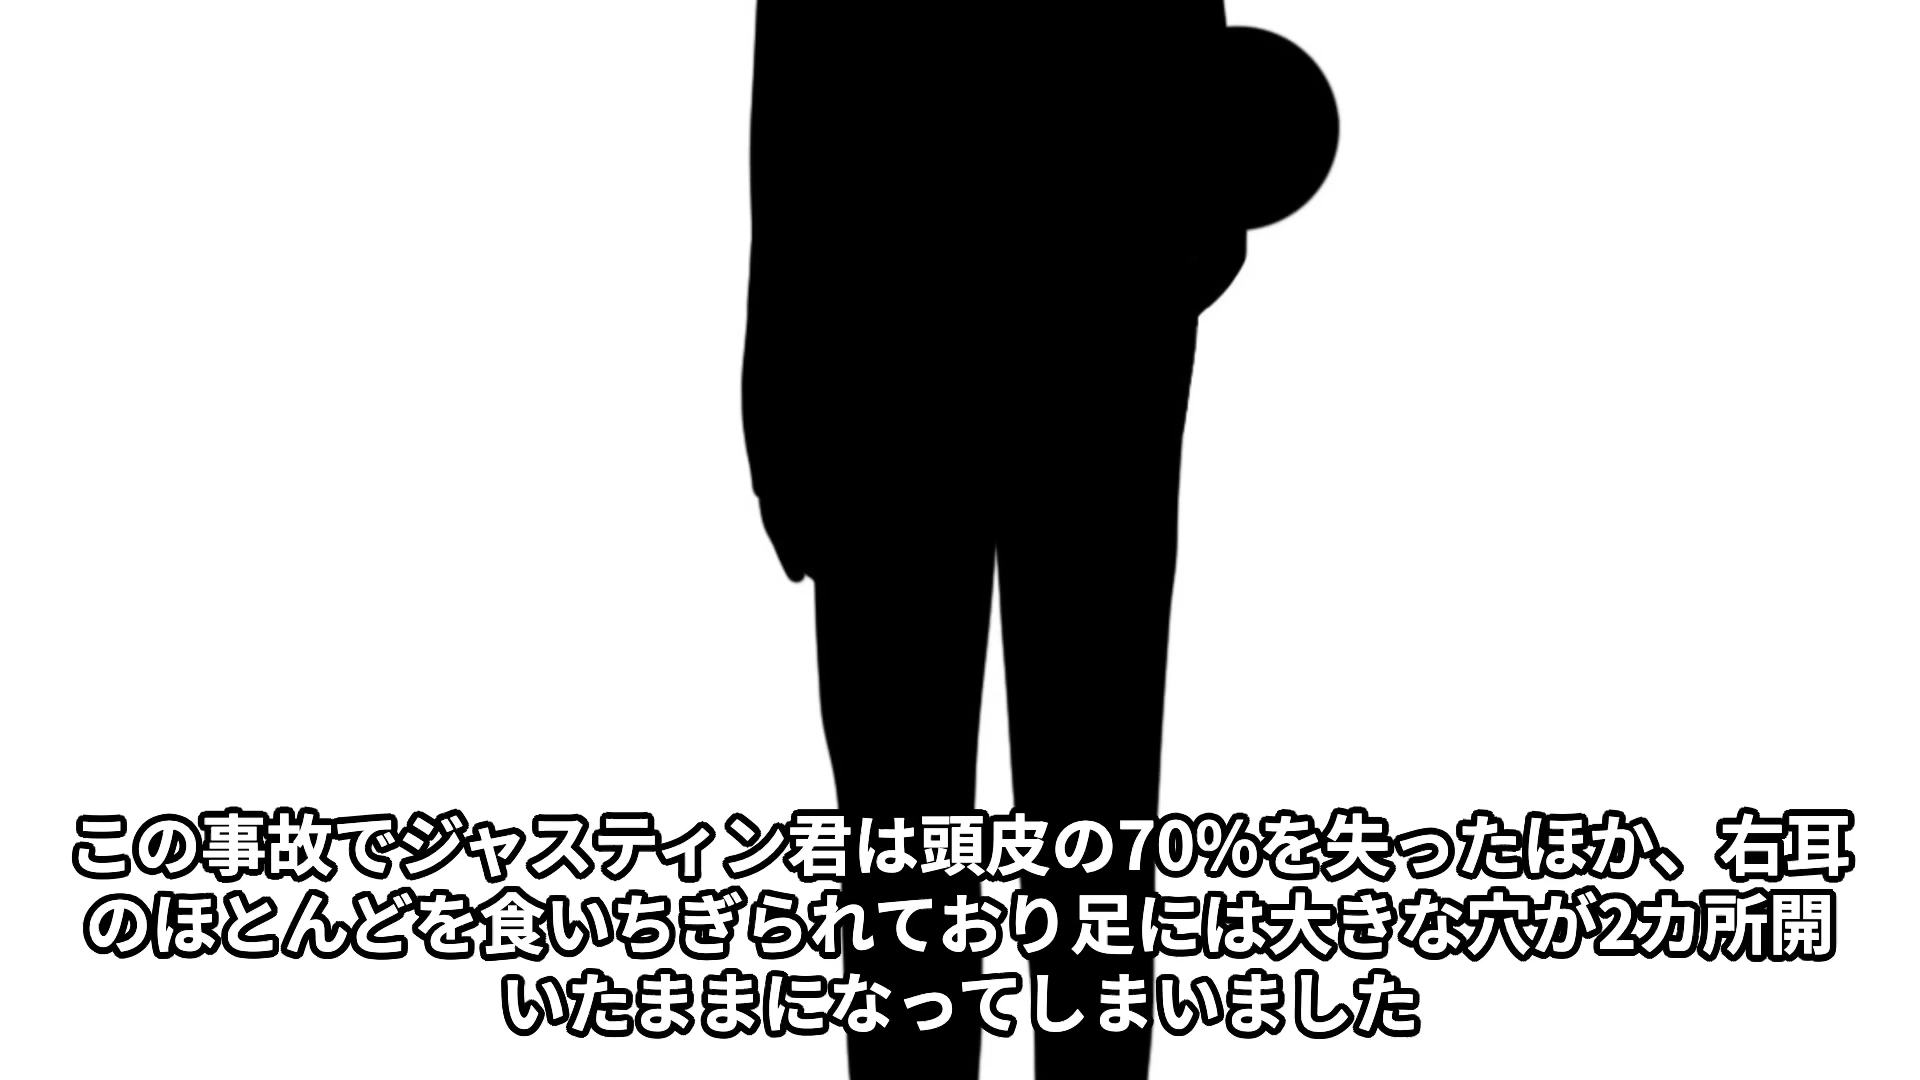 この事故でジャスティン君は頭皮の70%を失ったほか、右耳
のほとんどを食いちぎられており足には大きな穴が2カ所開
いたままになってしまいました